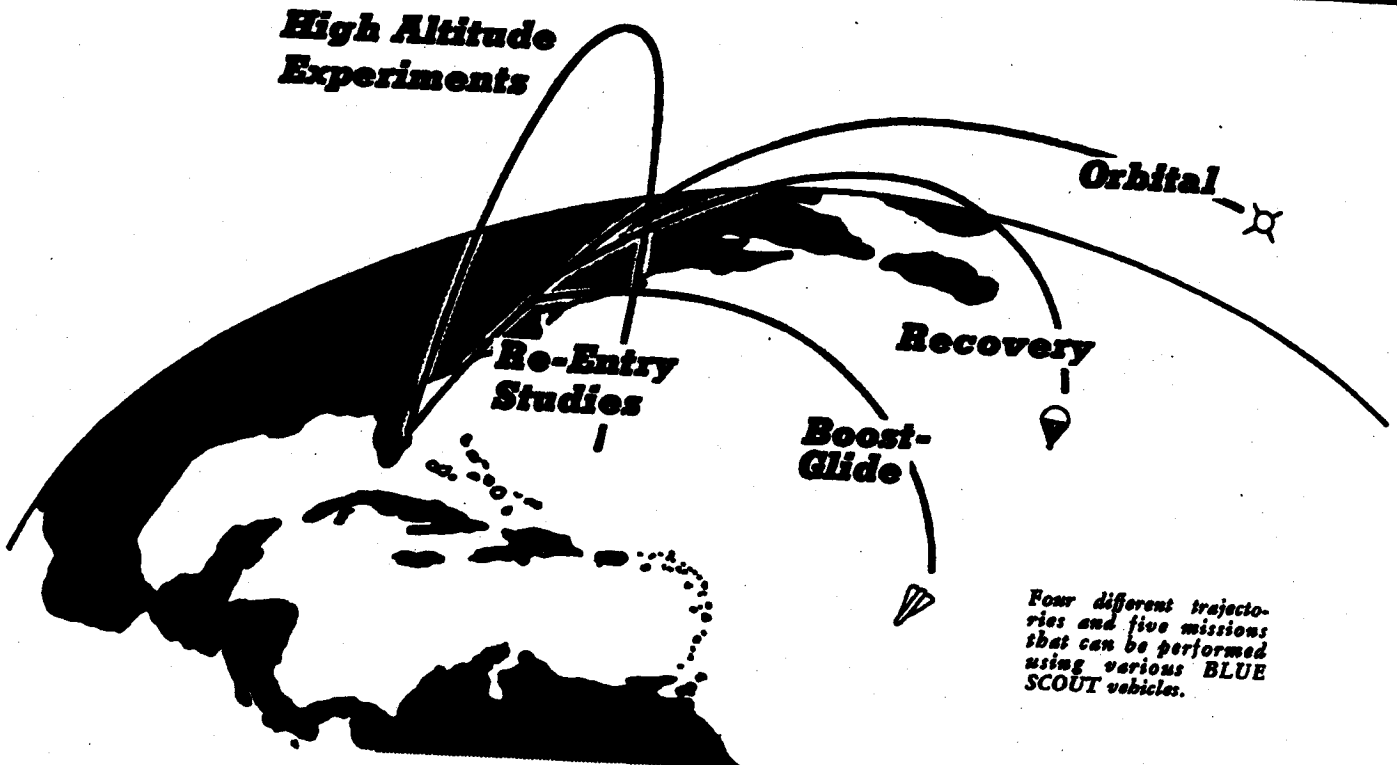 High Altitude
Experiments
Orbital
Recovery
Re-Entry
Studies
Boost-
Glide
Four different trajecto-
ries and five missions
that can be performed
using various BLUE
SCOUT vehicles.